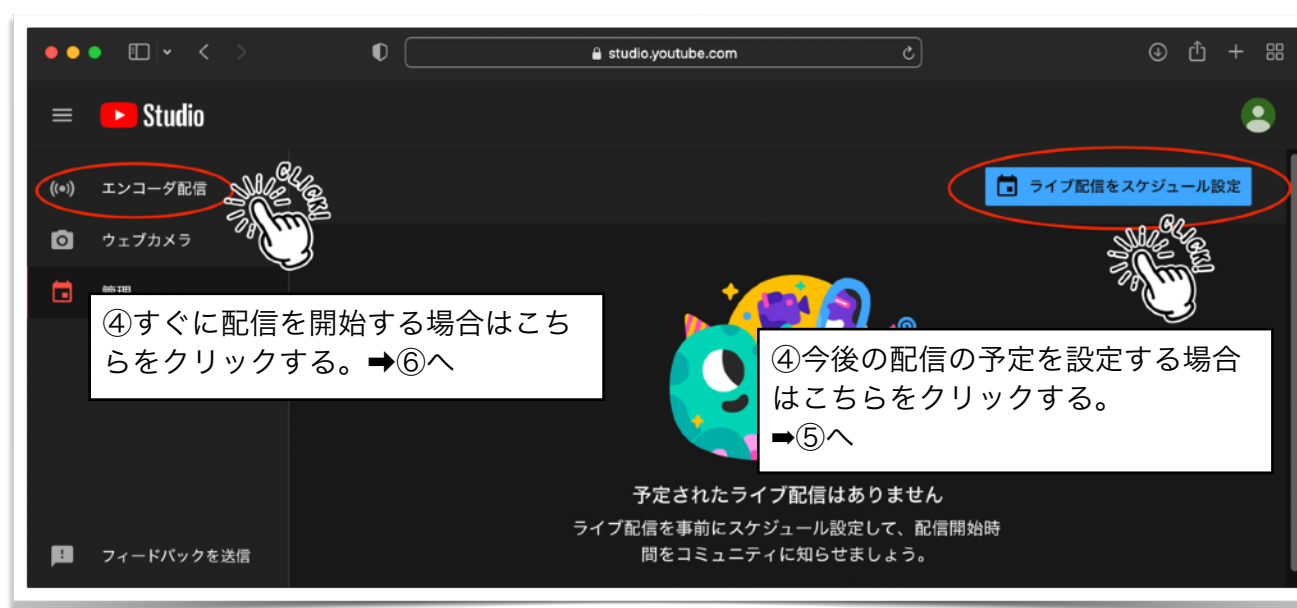 studio.youtube.com
Studio
エンコーダ配信
CLICK!
ライブ配信をスケジュール設定
CLICK!
ウェブカメラ
管理
④すぐに配信を開始する場合はこち
らをクリックする。➡⑥へ
④今後の配信の予定を設定する場合
はこちらをクリックする。
➡⑤へ
予定されたライブ配信はありません
ライブ配信を事前にスケジュール設定して、配信開始時
間をコミュニティに知らせましょう。
フィードバックを送信